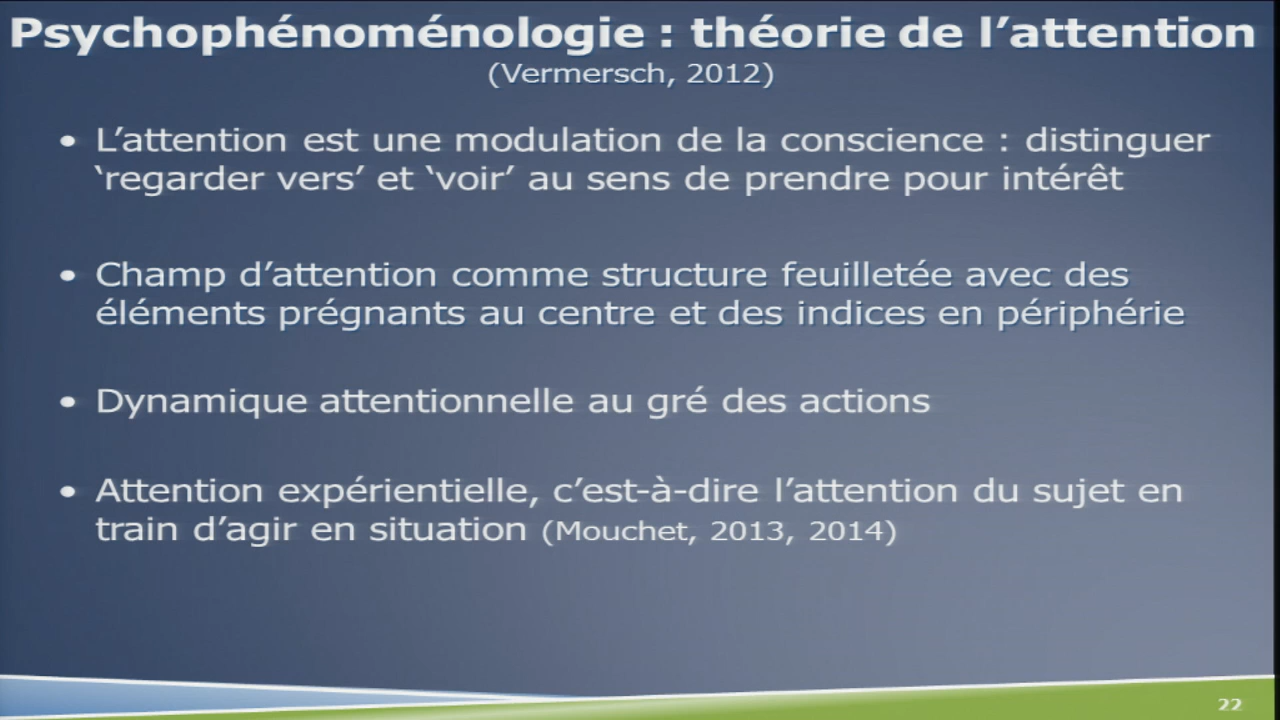 Psychophénoménologie : théorie de l’attention
(Vermersch, 2012)
• L’attention est une modulation de la conscience : distinguer
‘regarder vers’ et ‘voir’ au sens de prendre pour intérêt
• Champ d’attention comme structure feuilletée avec des
éléments prégnants au centre et des indices en périphérie
• Dynamique attentionnelle au gré des actions
• Attention expérientielle, c’est-à-dire l’attention du sujet en
train d’agir en situation (Mouchet, 2013, 2014)
22